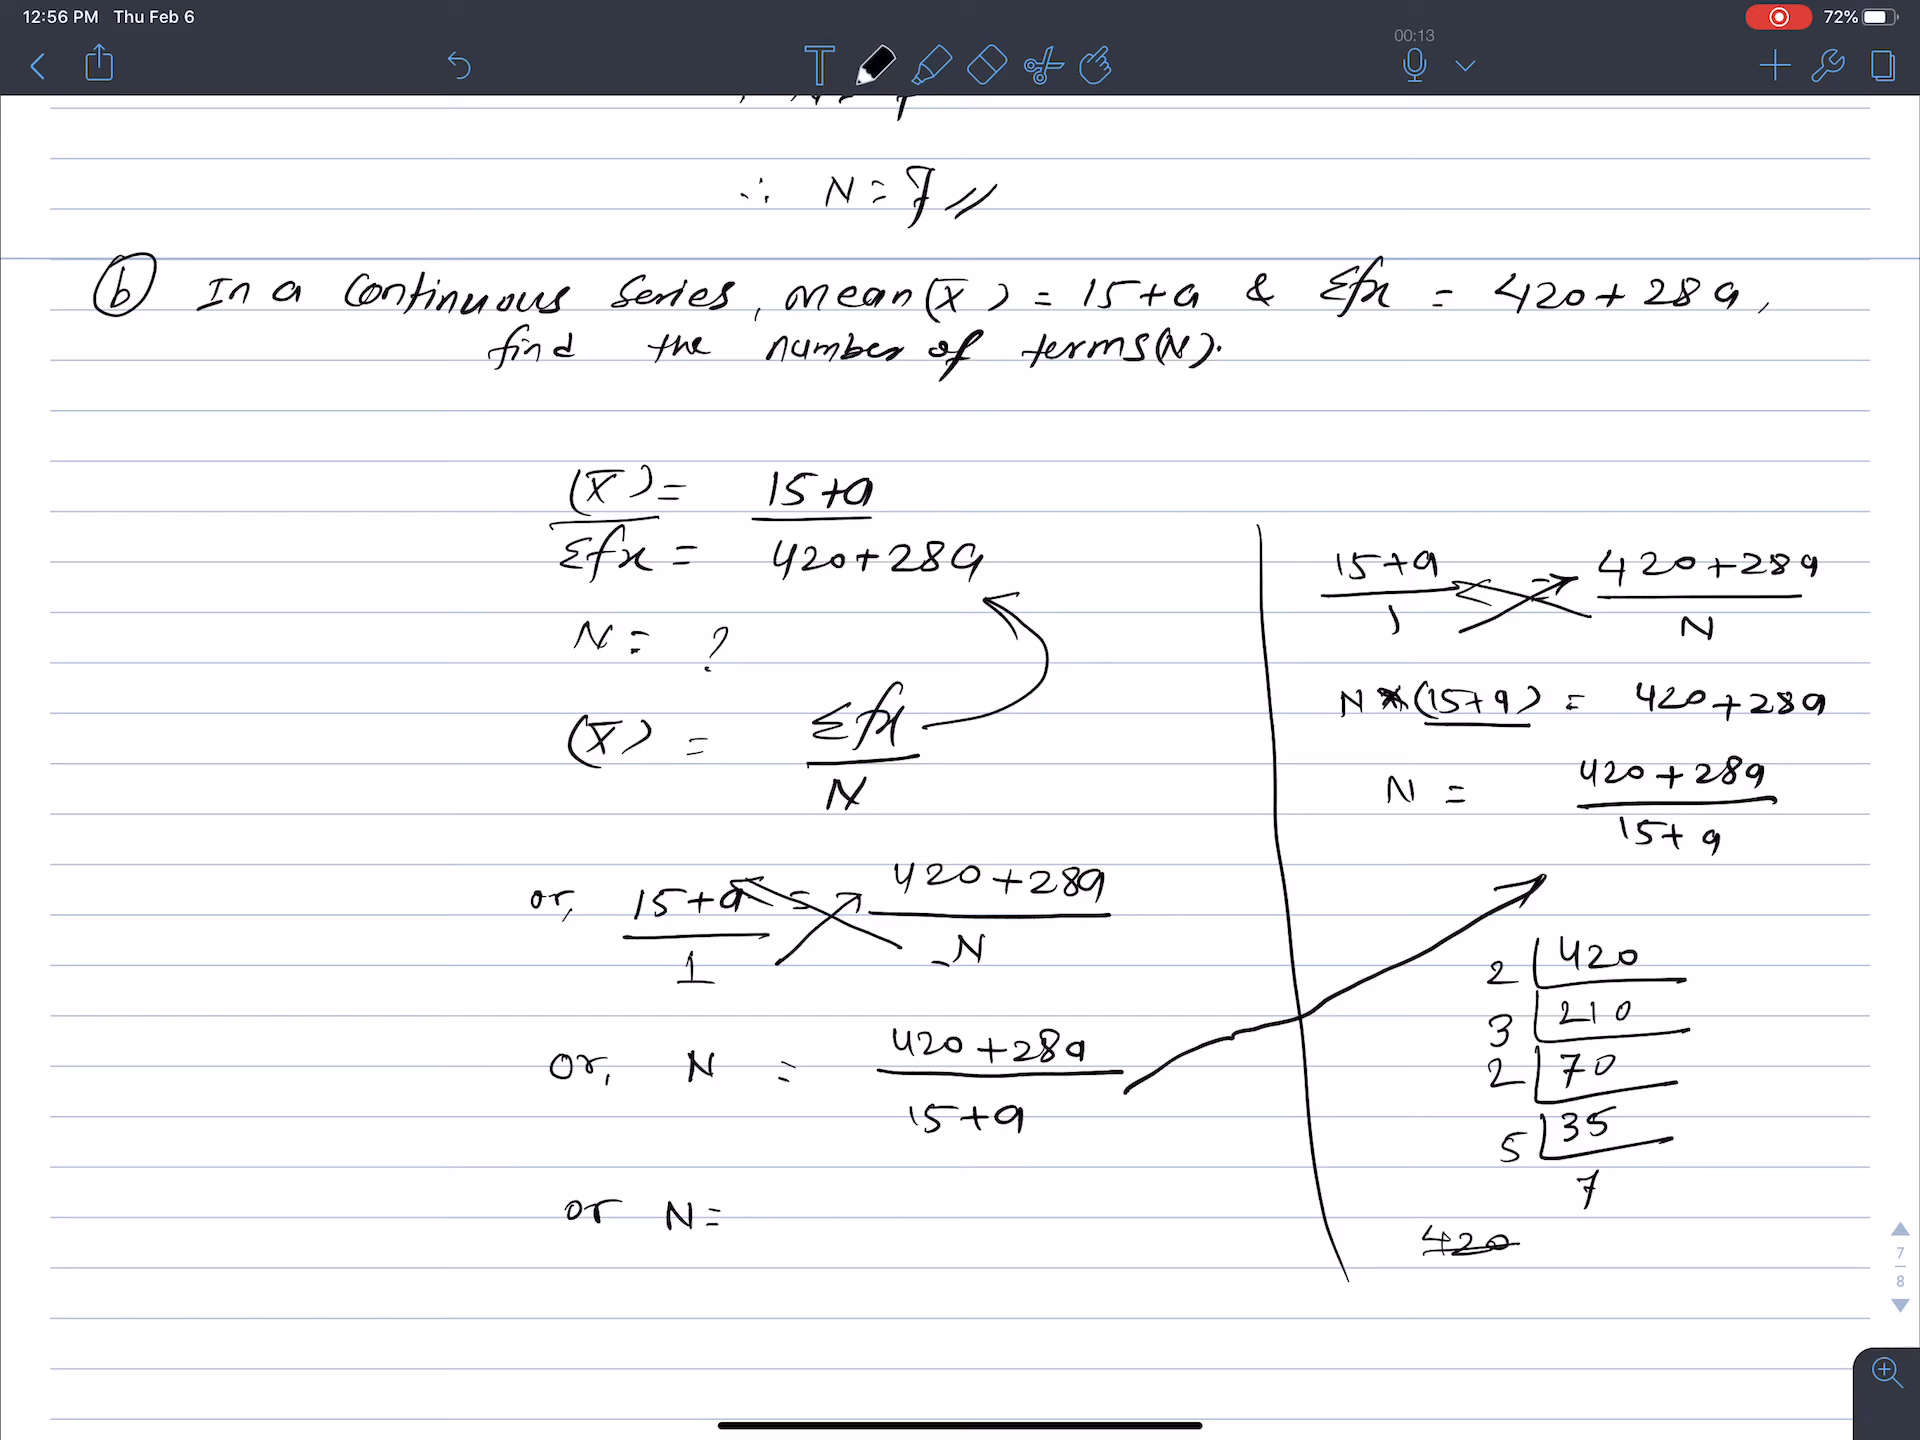 12:56 PM Thu Feb 6
72%
00:13
T
∴ N = 7 //
(b) In a Continuous Series, mean (x̄) = 15+a & Σfx = 420+28a,
find the number of terms(N).
(x̄) = 15+a
Σfx = 420+28a
N = ?
(x̄) = Σfx / N
or, 15+a / 1 = 420+28a / N
or, N = 420+28a / 15+a
or N =
15+a / 1 = 420+28a / N
N * (15+a) = 420+28a
N = 420+28a / 15+a
2 | 420
3 | 210
2 | 70
5 | 35
7
420
7
8